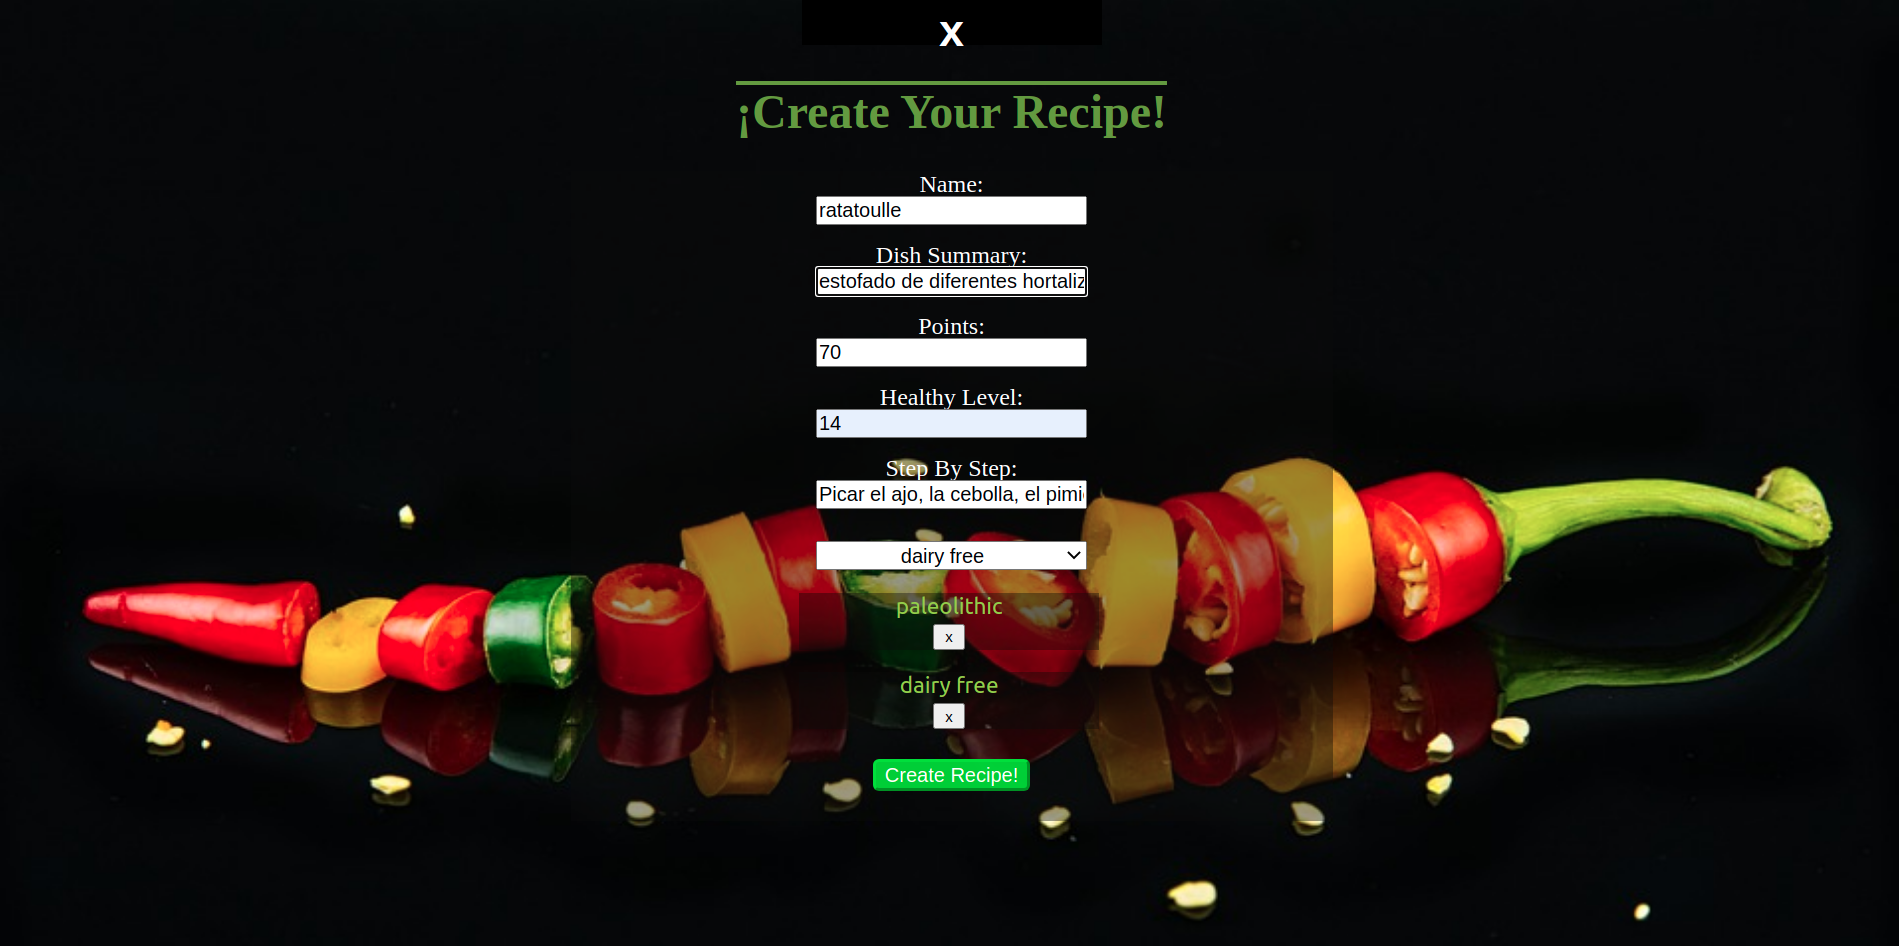 X
¡Create Your Recipe!
Name:
ratatoulle
Dish Summary:
estofado de diferentes hortaliz
Points:
70
Healthy Level:
14
Step By Step:
Picar el ajo, la cebolla, el pimi
dairy free
paleolithic
x
dairy free
x
Create Recipe!